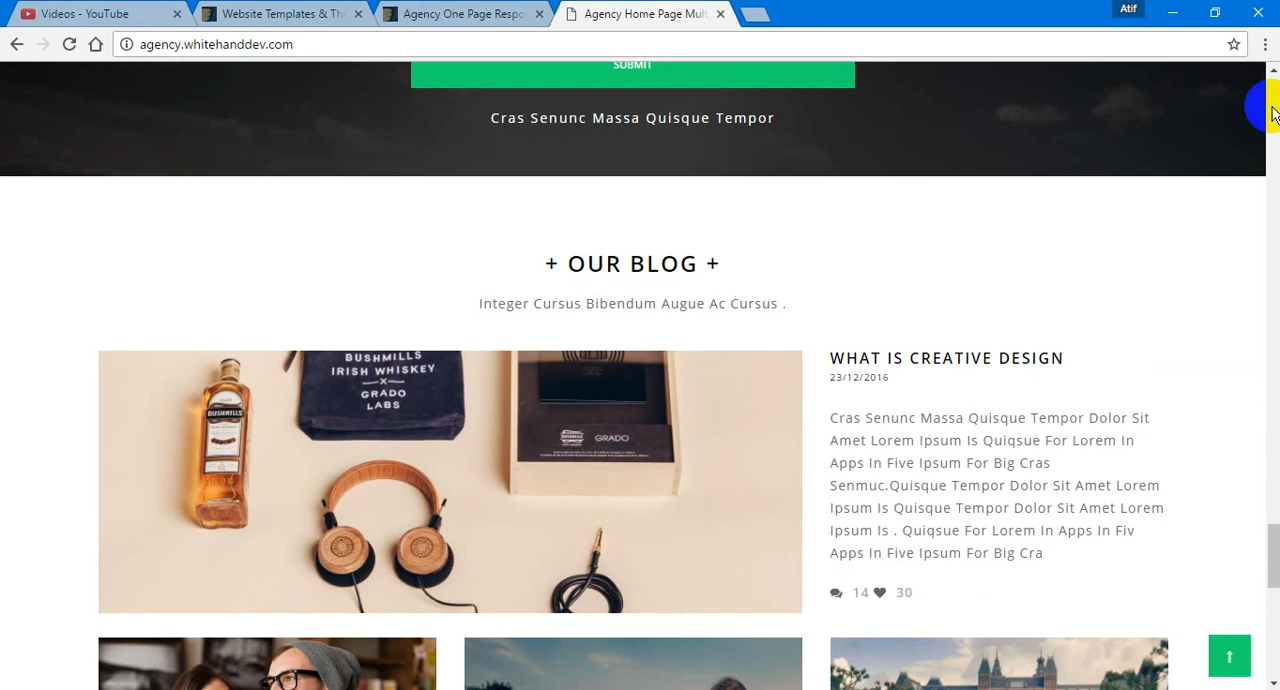 Videos - YouTube
Website Templates & Th
Agency One Page Respo
Agency Home Page Mult
Atif
agency.whitehanddev.com
SUBMIT
Cras Senunc Massa Quisque Tempor
+ OUR BLOG +
Integer Cursus Bibendum Augue Ac Cursus .
BUSHMILLS
IRISH WHISKEY
X
GRADO
LABS
BUSHMILLS
GRADO
WHAT IS CREATIVE DESIGN
23/12/2016
Cras Senunc Massa Quisque Tempor Dolor Sit
Amet Lorem Ipsum Is Quiqsue For Lorem In
Apps In Five Ipsum For Big Cras
Senmuc.Quisque Tempor Dolor Sit Amet Lorem
Ipsum Is Quisque Tempor Dolor Sit Amet Lorem
Ipsum Is . Quiqsue For Lorem In Apps In Fiv
Apps In Five Ipsum For Big Cra
14 30